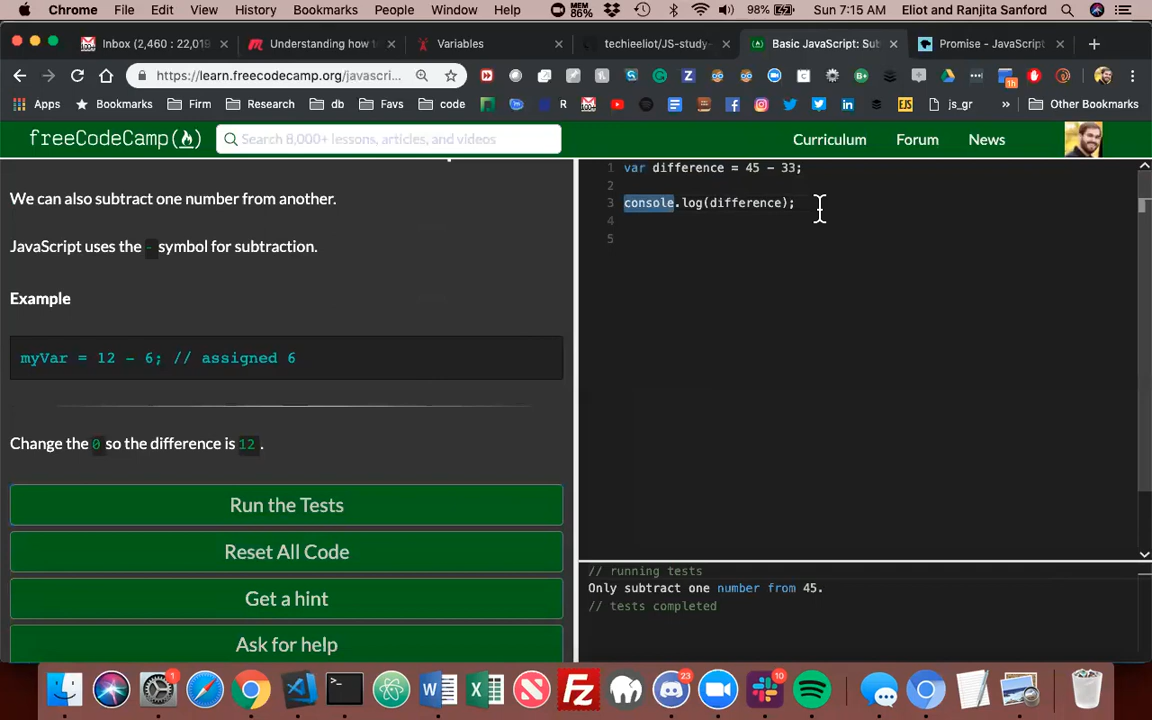 Chrome File Edit View History Bookmarks People Window Help MEM 86% 98% Sun 7:15 AM Eliot and Ranjita Sanford
Inbox (2,460 : 22,019 Understanding how t Variables techieeliot/JS-study- Basic JavaScript: Sub Promise - JavaScript
https://learn.freecodecamp.org/javascri...
Apps Bookmarks Firm Research db Favs code R js_gr » Other Bookmarks
freeCodeCamp Search 8,000+ lessons, articles, and videos Curriculum Forum News
We can also subtract one number from another.
JavaScript uses the - symbol for subtraction.
Example
myVar = 12 - 6; // assigned 6
Change the 0 so the difference is 12 .
Run the Tests
Reset All Code
Get a hint
Ask for help
1 var difference = 45 - 33;
2
3 console.log(difference);
4
5
// running tests
Only subtract one number from 45.
// tests completed